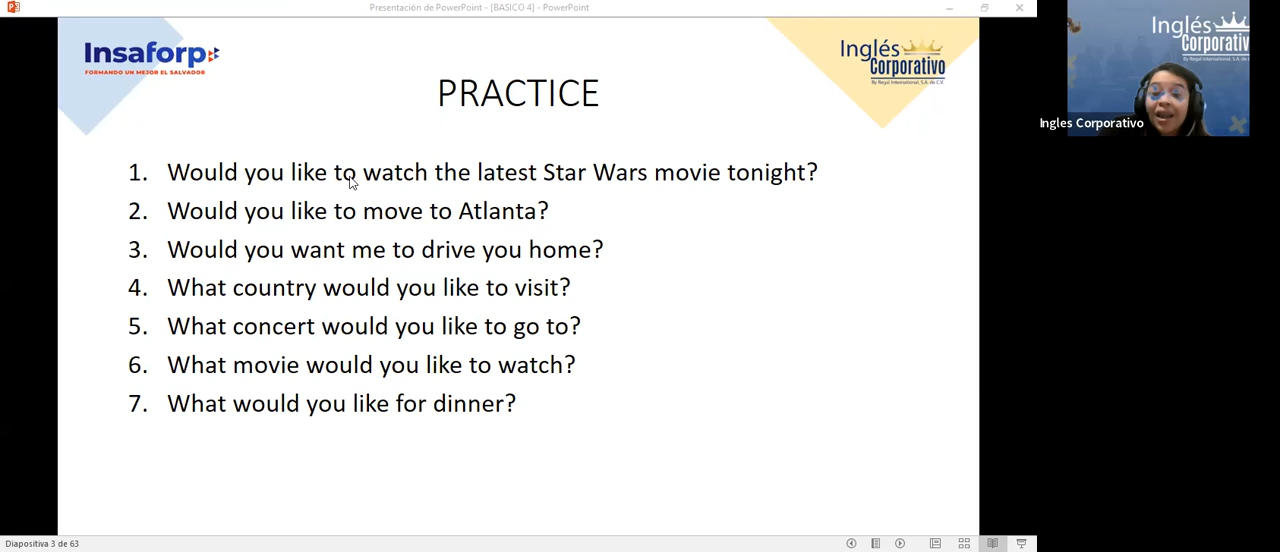 Presentación de PowerPoint - [BASICO 4] - PowerPoint
Insaforp
FORMANDO UN MEJOR EL SALVADOR
Inglés
Corporativo
By Regal International, S.A. de C.V.
PRACTICE
1. Would you like to watch the latest Star Wars movie tonight?
2. Would you like to move to Atlanta?
3. Would you want me to drive you home?
4. What country would you like to visit?
5. What concert would you like to go to?
6. What movie would you like to watch?
7. What would you like for dinner?
Diapositiva 3 de 63
Inglés
Corporativ
Ingles Corporativo